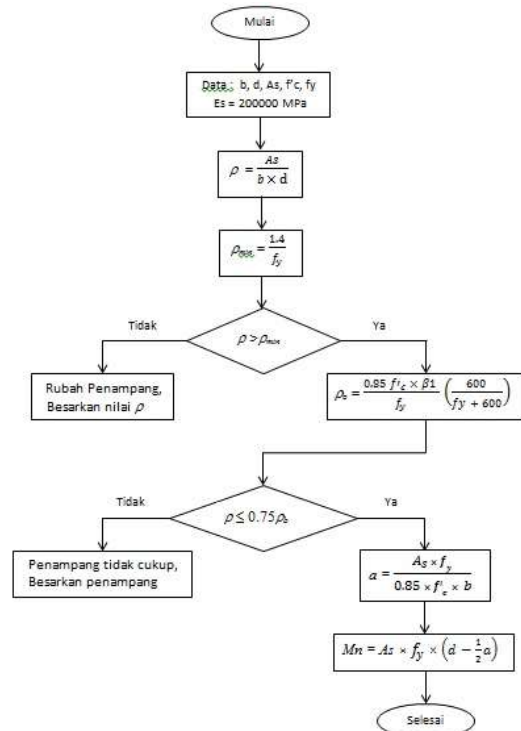 Mulai
Data : b, d, As, f'c, fy
Es = 200000 MPa
ρ = As / b × d
ρmin = 1.4 / fy
Tidak
ρ > ρmin
Ya
Rubah Penampang,
Besarkan nilai ρ
ρb = 0.85 f'c × β1 / fy (600 / fy + 600)
Tidak
ρ ≤ 0.75ρb
Ya
Penampang tidak cukup,
Besarkan penampang
a = As × fy / 0.85 × f'c × b
Mn = As × fy × (d − 1/2 a)
Selesai